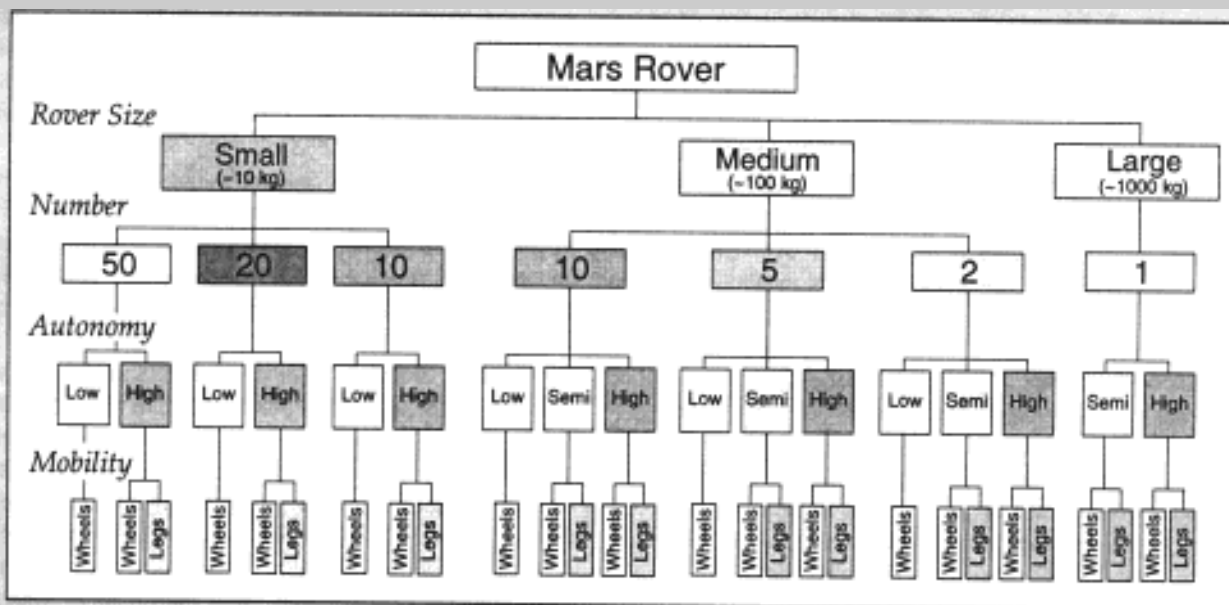 Mars Rover
Rover Size
Small Medium Large
(~10 kg) (~100 kg) (~1000 kg)
Number
50 20 10 10 5 2 1
Autonomy
Low High Low High Low High Low Semi High Low Semi High Low Semi High Semi High
Mobility
Wheels Wheels Legs Wheels Wheels Legs Wheels Wheels Legs Wheels Wheels Legs Wheels Legs Wheels Wheels Legs Wheels Legs Wheels Wheels Legs Wheels Legs Wheels Legs Wheels Legs